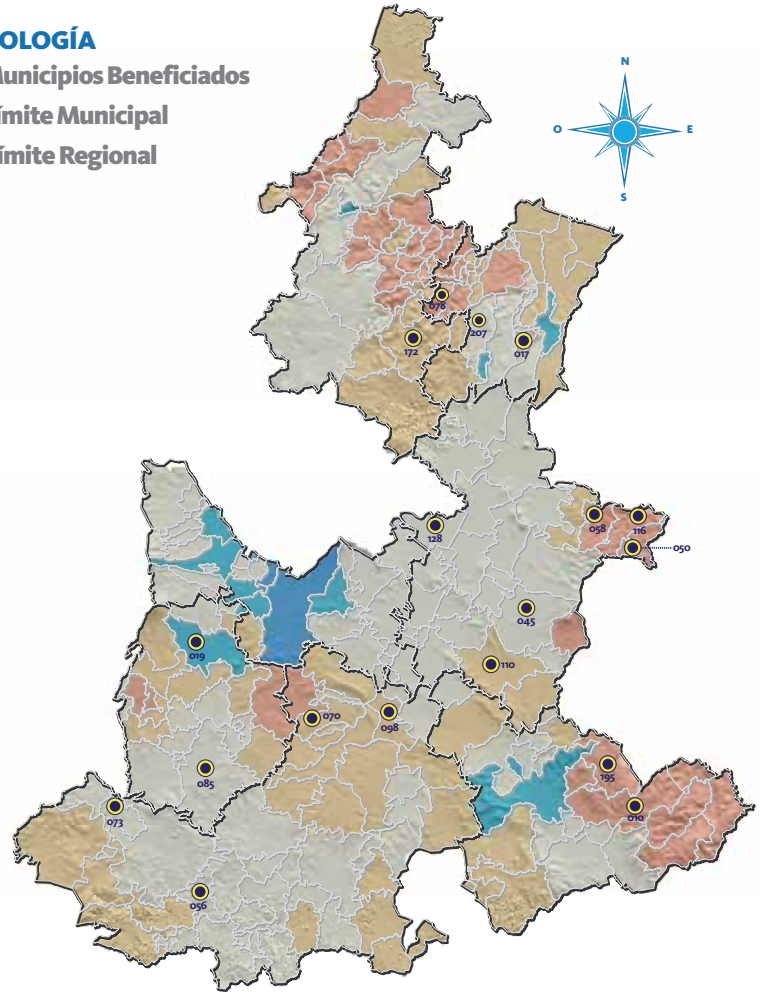 OLOGÍA
Municipios Beneficiados
ímite Municipal
ímite Regional
N
O
E
S
078
207
172
017
058
116
128
050
045
019
110
070
098
085
195
073
010
056